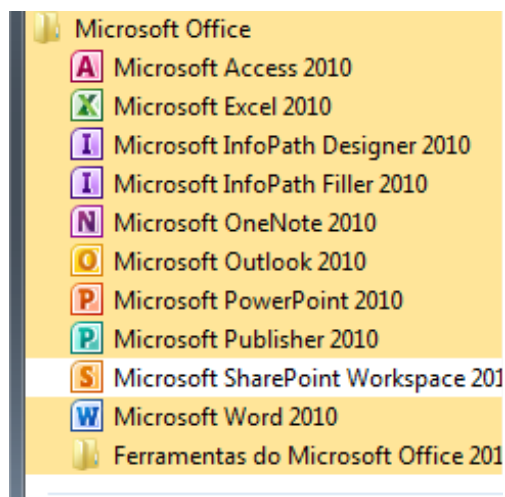 Microsoft Office
A Microsoft Access 2010
X Microsoft Excel 2010
I Microsoft InfoPath Designer 2010
I Microsoft InfoPath Filler 2010
N Microsoft OneNote 2010
O Microsoft Outlook 2010
P Microsoft PowerPoint 2010
P Microsoft Publisher 2010
S Microsoft SharePoint Workspace 201
W Microsoft Word 2010
Ferramentas do Microsoft Office 201